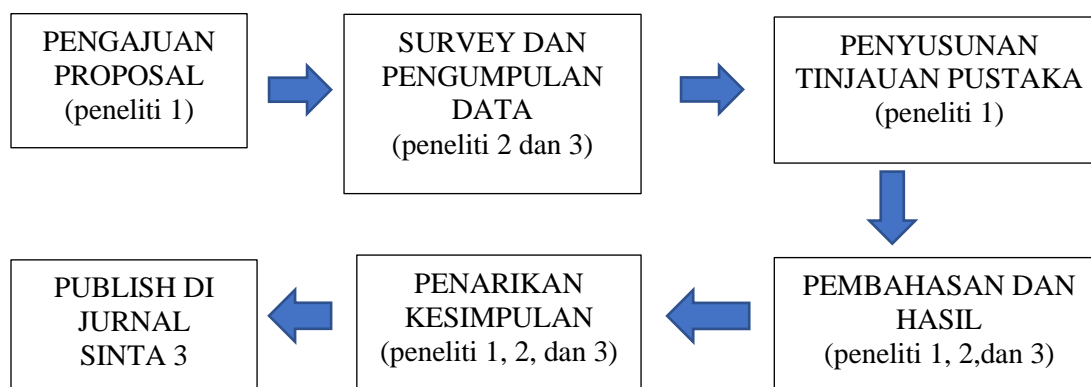 PENGAJUAN
PROPOSAL
(peneliti 1)
SURVEY DAN
PENGUMPULAN
DATA
(peneliti 2 dan 3)
PENYUSUNAN
TINJAUAN PUSTAKA
(peneliti 1)
PEMBAHASAN DAN
HASIL
(peneliti 1, 2,dan 3)
PENARIKAN
KESIMPULAN
(peneliti 1, 2, dan 3)
PUBLISH DI
JURNAL
SINTA 3